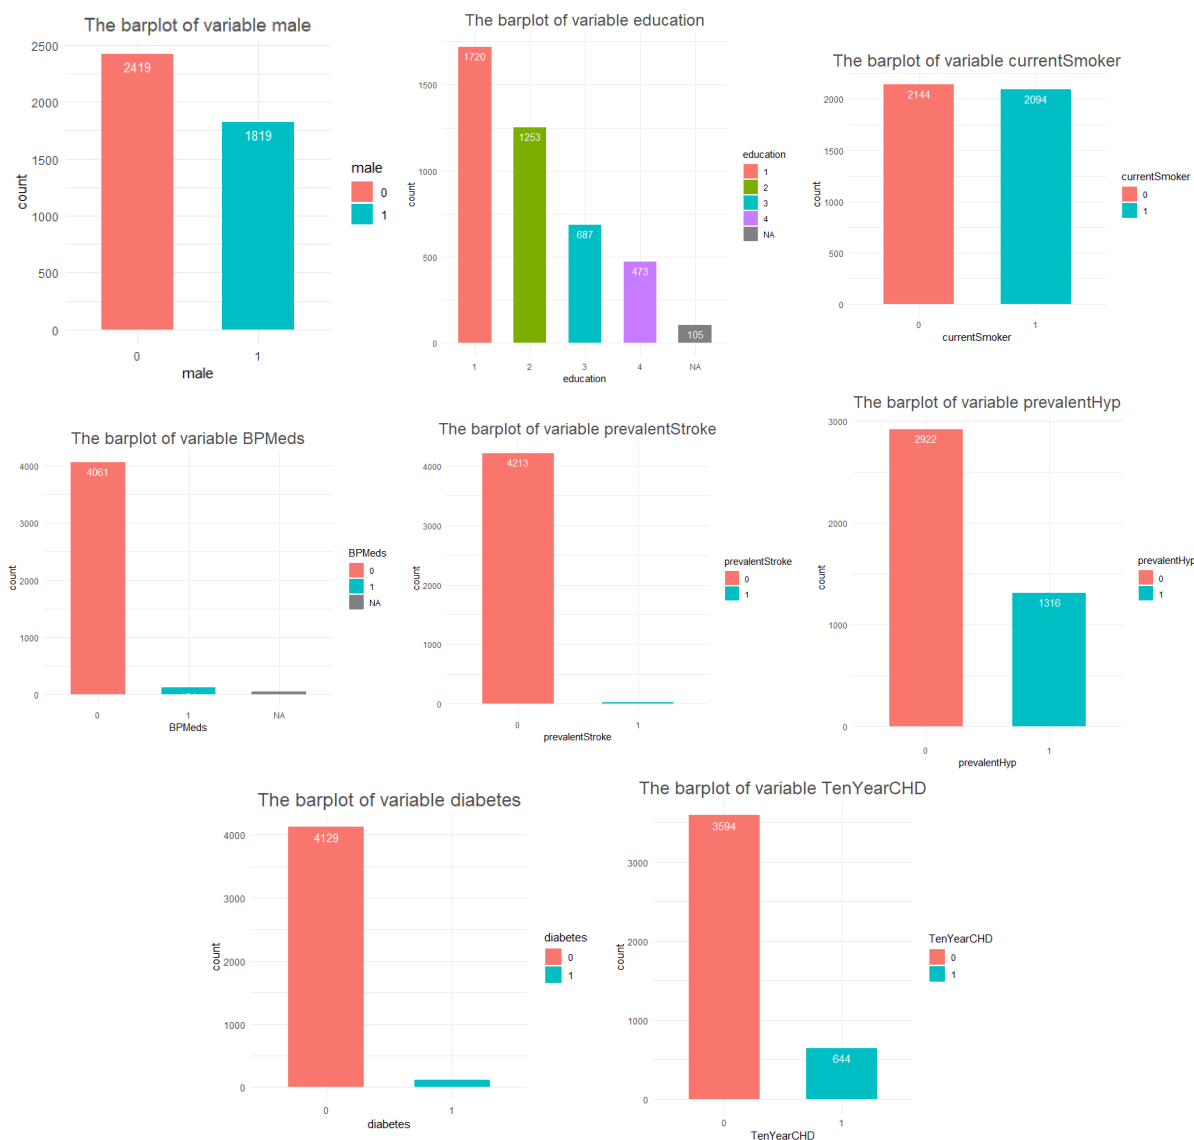 The barplot of variable male
2500
2000
1500
1000
500
0
count
2419
1819
0
1
male
male
0
1
The barplot of variable education
1500
1000
500
0
count
1720
1253
687
473
105
1
2
3
4
NA
education
education
1
2
3
4
NA
The barplot of variable currentSmoker
2000
1500
1000
500
0
count
2144
2094
0
1
currentSmoker
currentSmoker
0
1
The barplot of variable BPMeds
4000
3000
2000
1000
0
count
4061
0
1
NA
BPMeds
BPMeds
0
1
NA
The barplot of variable prevalentStroke
4000
3000
2000
1000
0
count
4213
0
1
prevalentStroke
prevalentStroke
0
1
The barplot of variable prevalentHyp
3000
2000
1000
0
count
2922
1316
0
1
prevalentHyp
prevalentHyp
0
1
The barplot of variable diabetes
4000
3000
2000
1000
0
count
4129
0
1
diabetes
diabetes
0
1
The barplot of variable TenYearCHD
3000
2000
1000
0
count
3594
644
0
1
TenYearCHD
TenYearCHD
0
1